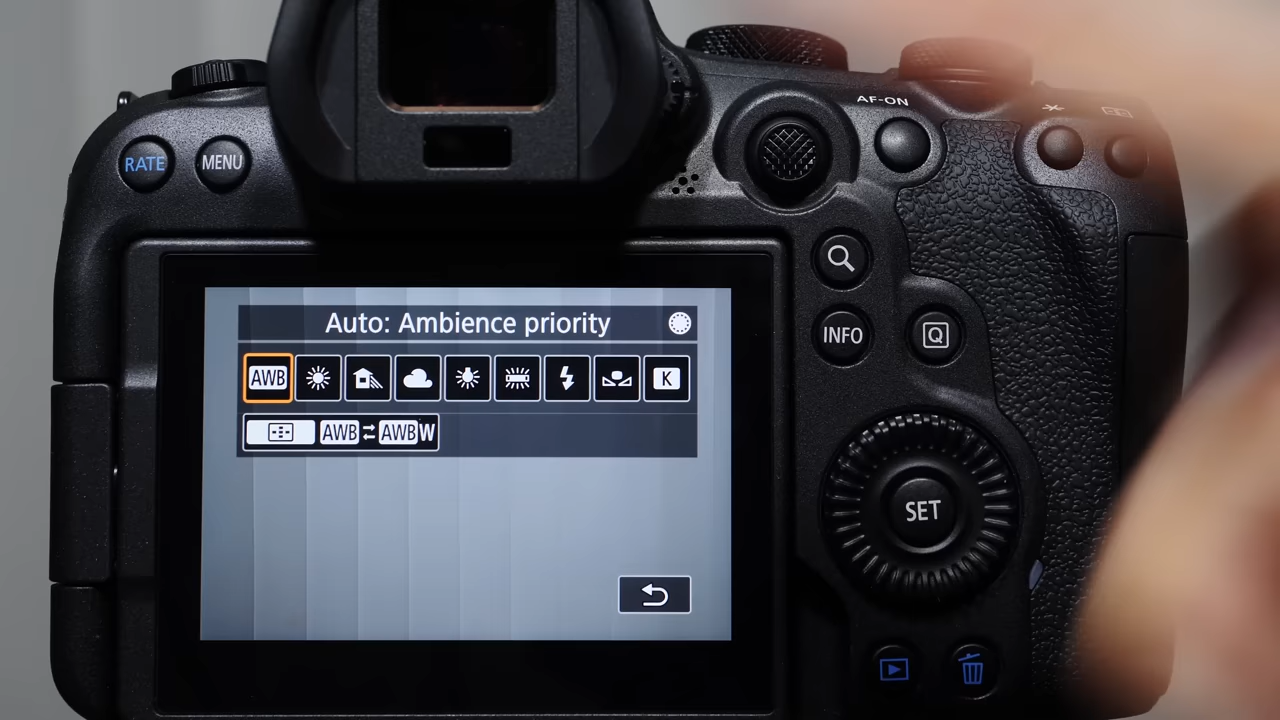 AF-ON
RATE
MENU
INFO
Q
Auto: Ambience priority
AWB
K
AWB AWB W
SET